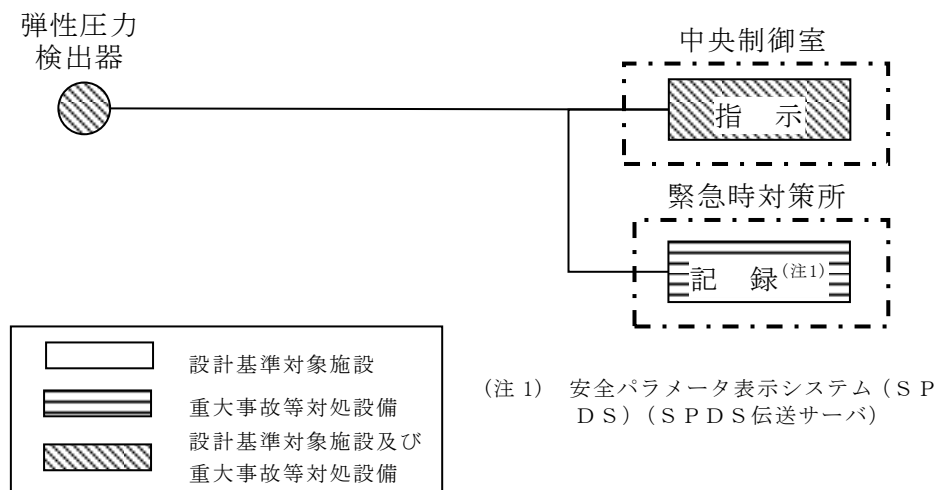 弾性圧力
検出器
中央制御室
指　示
緊急時対策所
記　録(注1)
設計基準対象施設
重大事故等対処設備
設計基準対象施設及び
重大事故等対処設備
(注 1)　安全パラメータ表示システム（ＳＰ
ＤＳ）（ＳＰＤＳ伝送サーバ）